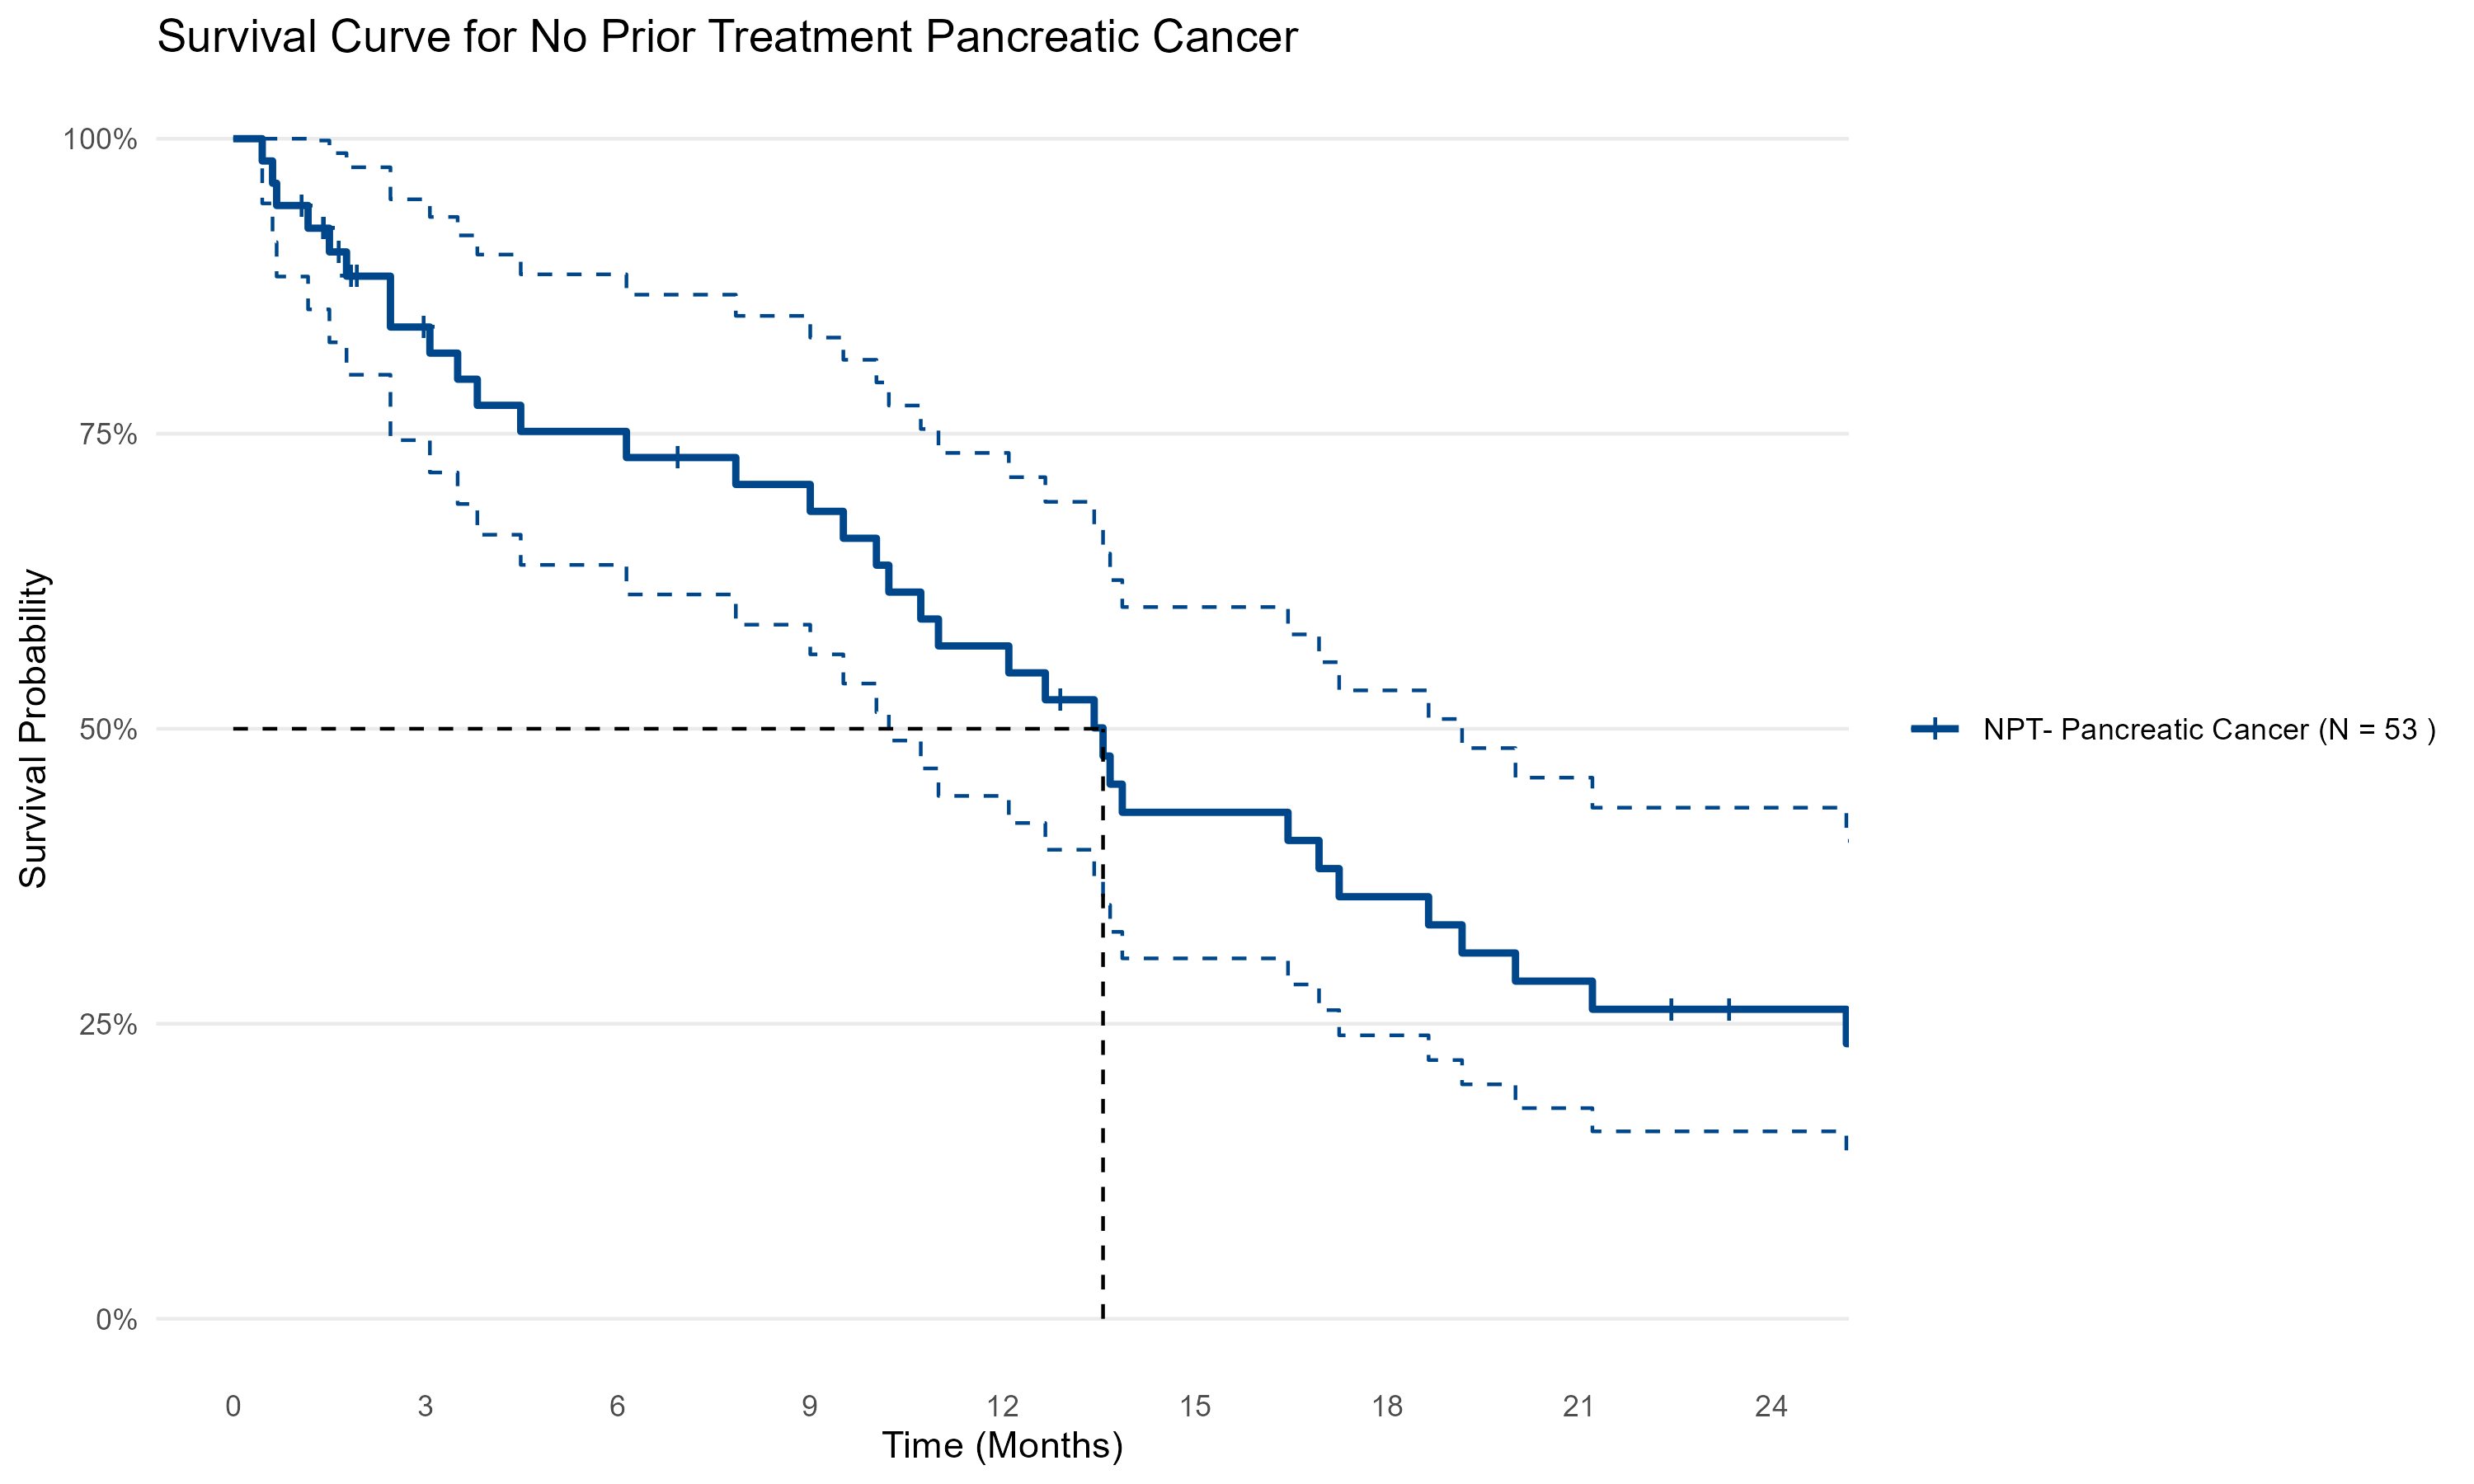 Survival Curve for No Prior Treatment Pancreatic Cancer
100%
75%
50%
25%
0%
Survival Probability
NPT- Pancreatic Cancer (N = 53 )
0 3 6 9 12 15 18 21 24
Time (Months)